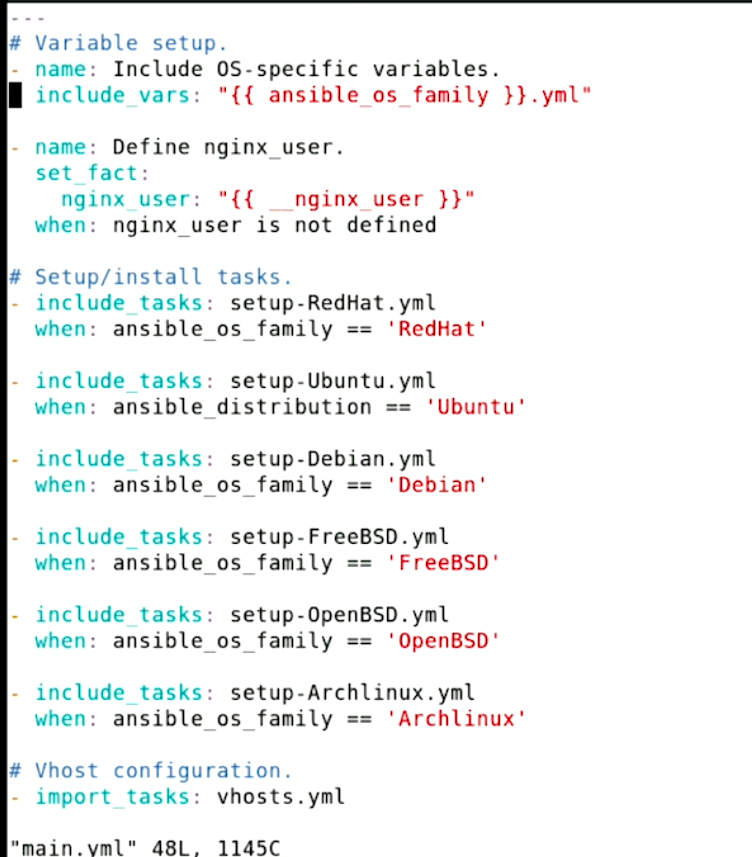 ---
# Variable setup.
- name: Include OS-specific variables.
  include_vars: "{{ ansible_os_family }}.yml"

- name: Define nginx_user.
  set_fact:
    nginx_user: "{{ __nginx_user }}"
  when: nginx_user is not defined

# Setup/install tasks.
- include_tasks: setup-RedHat.yml
  when: ansible_os_family == 'RedHat'

- include_tasks: setup-Ubuntu.yml
  when: ansible_distribution == 'Ubuntu'

- include_tasks: setup-Debian.yml
  when: ansible_os_family == 'Debian'

- include_tasks: setup-FreeBSD.yml
  when: ansible_os_family == 'FreeBSD'

- include_tasks: setup-OpenBSD.yml
  when: ansible_os_family == 'OpenBSD'

- include_tasks: setup-Archlinux.yml
  when: ansible_os_family == 'Archlinux'

# Vhost configuration.
- import_tasks: vhosts.yml

"main.yml" 48L, 1145C